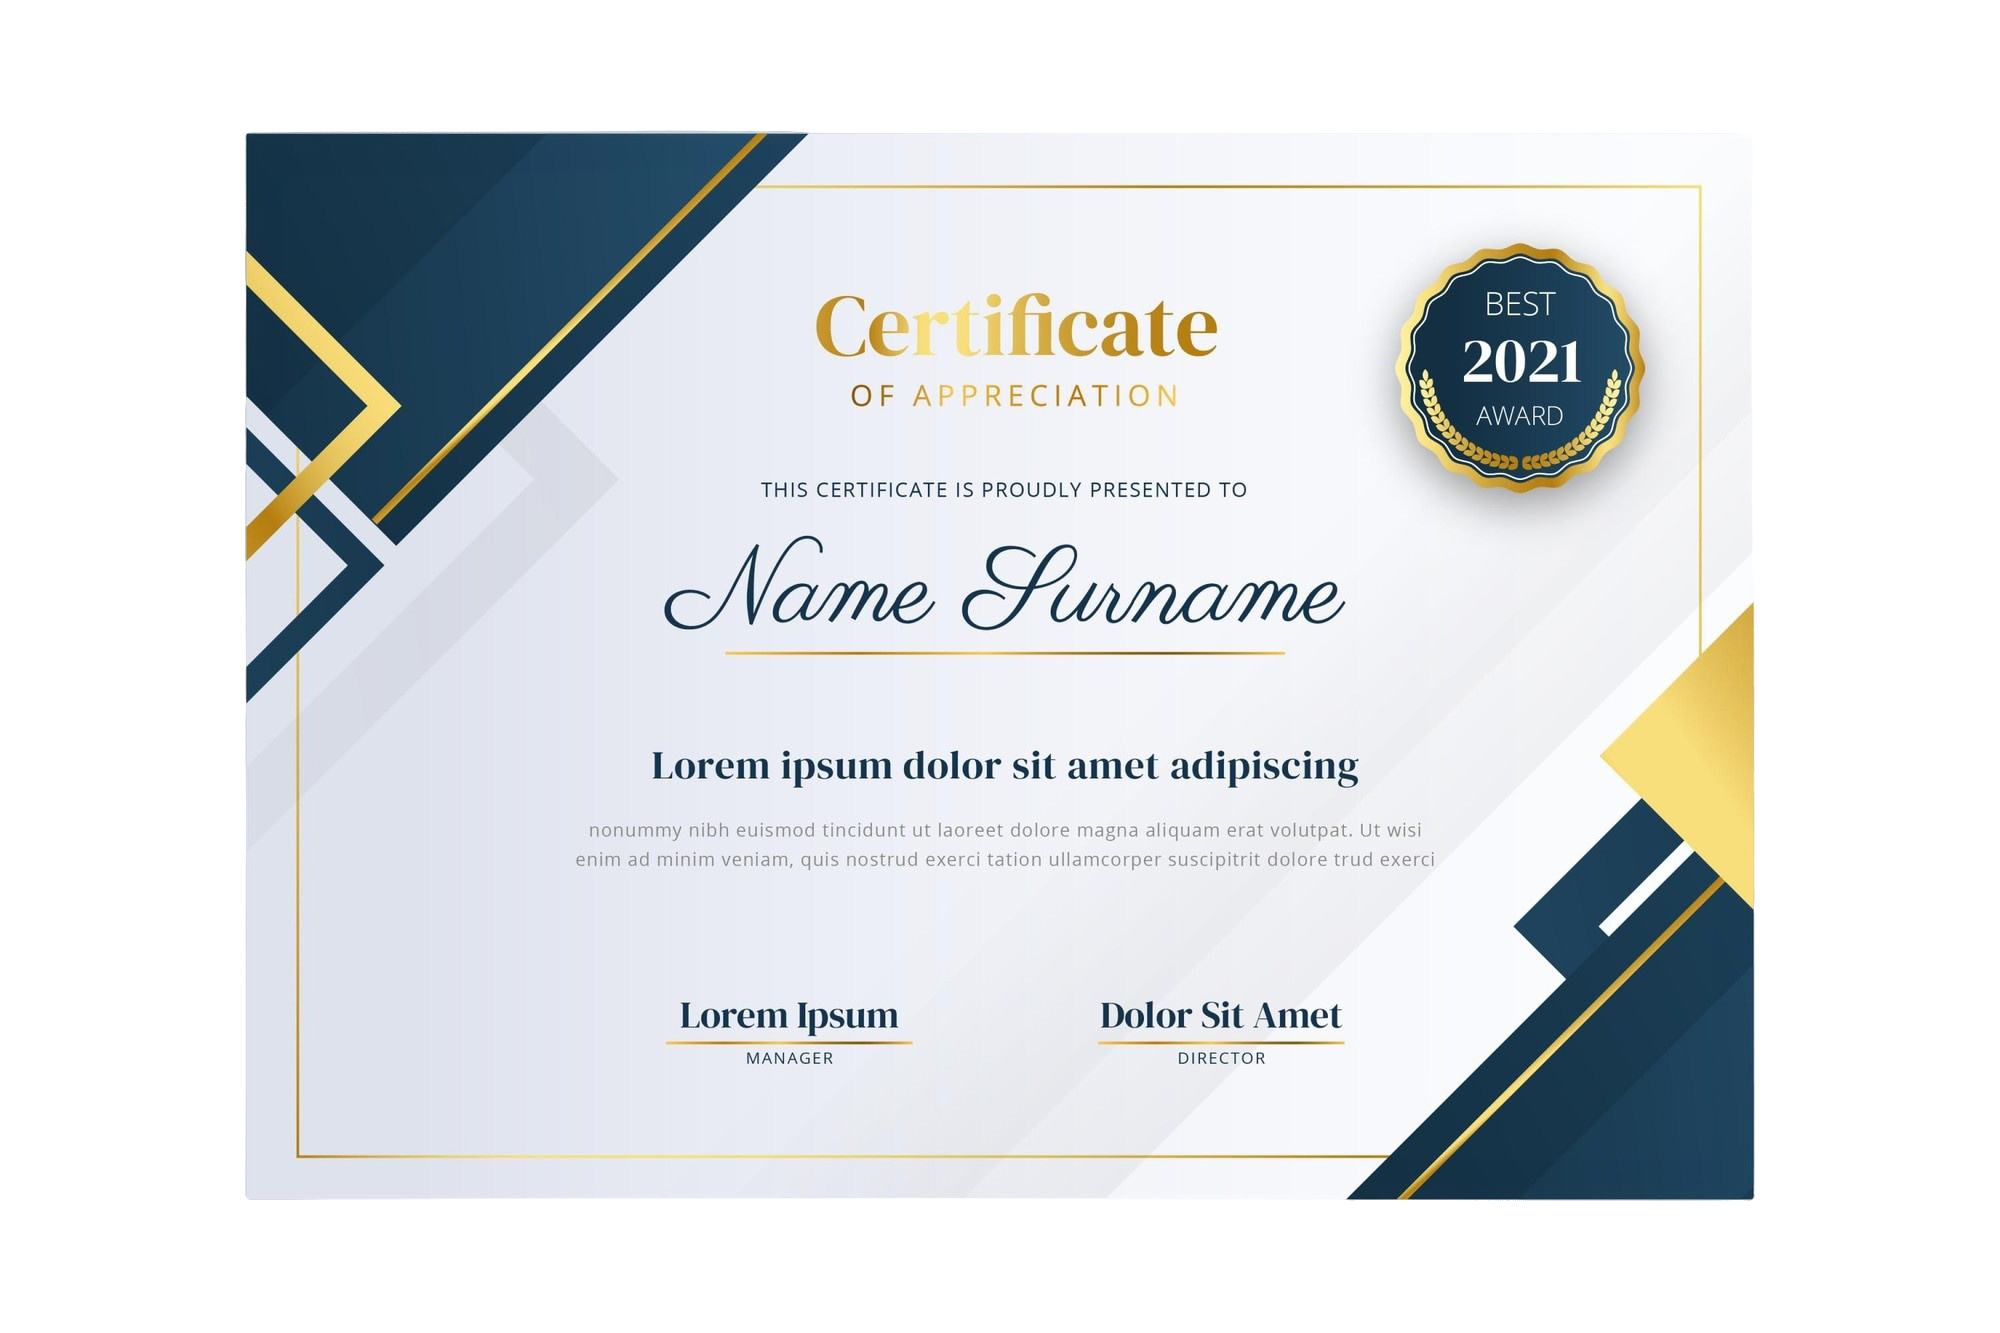 Certificate
OF APPRECIATION
BEST
2021
AWARD
THIS CERTIFICATE IS PROUDLY PRESENTED TO
Name Surname
Lorem ipsum dolor sit amet adipiscing
nonummy nibh euismod tincidunt ut laoreet dolore magna aliquam erat volutpat. Ut wisi
enim ad minim veniam, quis nostrud exerci tation ullamcorper suscipitrit dolore trud exerci
Lorem Ipsum
MANAGER
Dolor Sit Amet
DIRECTOR